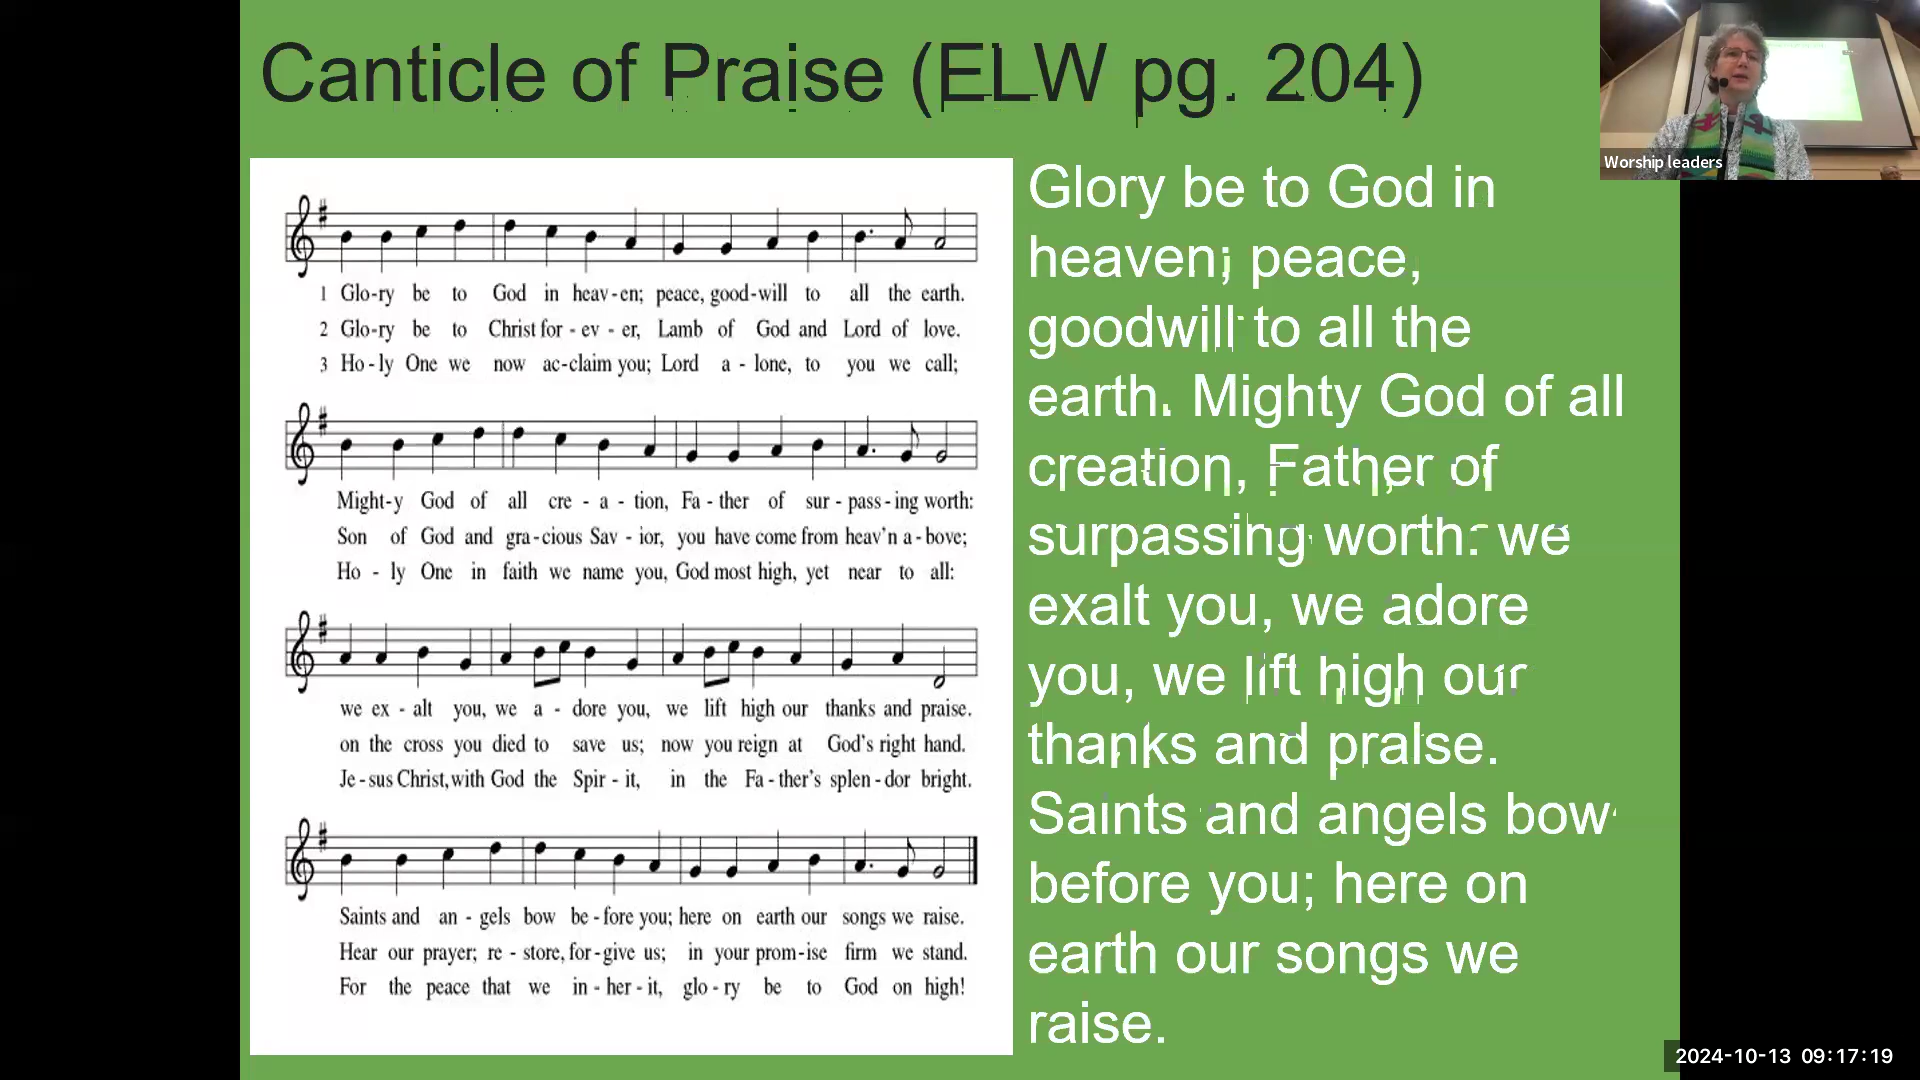 Canticle of Praise (ELW pg. 204)
Worship leaders
1 Glo-ry be to God in heav-en; peace, good-will to all the earth.
2 Glo-ry be to Christ for - ev - er, Lamb of God and Lord of love.
3 Ho - ly One we now ac-claim you; Lord a - lone, to you we call;
Might-y God of all cre - a - tion, Fa - ther of sur - pass - ing worth:
Son of God and gra - cious Sav - ior, you have come from heav'n a - bove;
Ho - ly One in faith we name you, God most high, yet near to all:
we ex - alt you, we a - dore you, we lift high our thanks and praise.
on the cross you died to save us; now you reign at God's right hand.
Je - sus Christ, with God the Spir - it, in the Fa - ther's splen - dor bright.
Saints and an - gels bow be - fore you; here on earth our songs we raise.
Hear our prayer; re - store, for - give us; in your prom - ise firm we stand.
For the peace that we in - her - it, glo - ry be to God on high!
Glory be to God in
heaven; peace,
goodwill to all the
earth. Mighty God of all
creation, Father of
surpassing worth: we
exalt you, we adore
you, we lift high our
thanks and praise.
Saints and angels bow
before you; here on
earth our songs we
raise.
2024-10-13 09:17:19